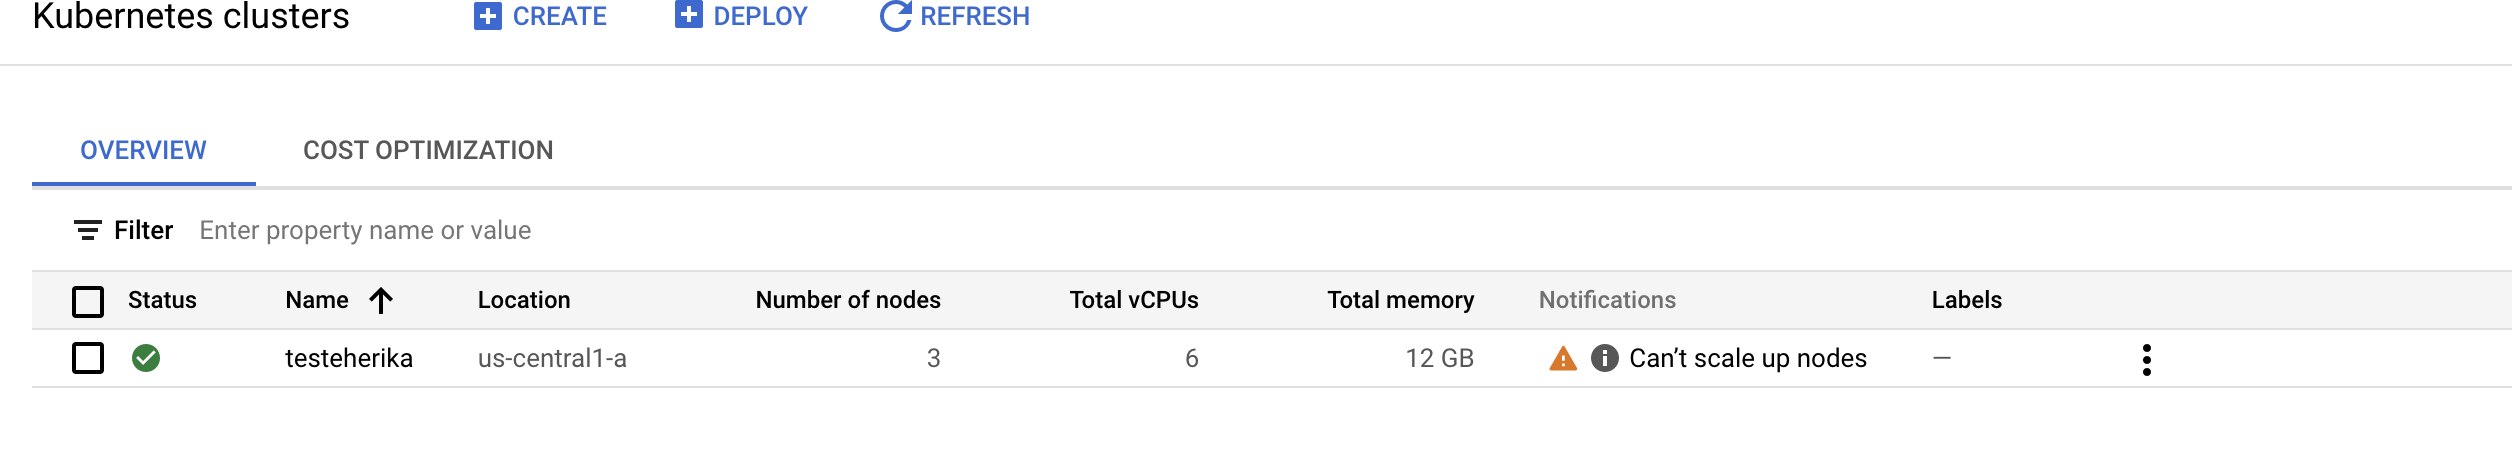 Kubernetes clusters CREATE DEPLOY REFRESH
OVERVIEW COST OPTIMIZATION
Filter Enter property name or value
Status Name Location Number of nodes Total vCPUs Total memory Notifications Labels
testeherika us-central1-a 3 6 12 GB Can't scale up nodes —